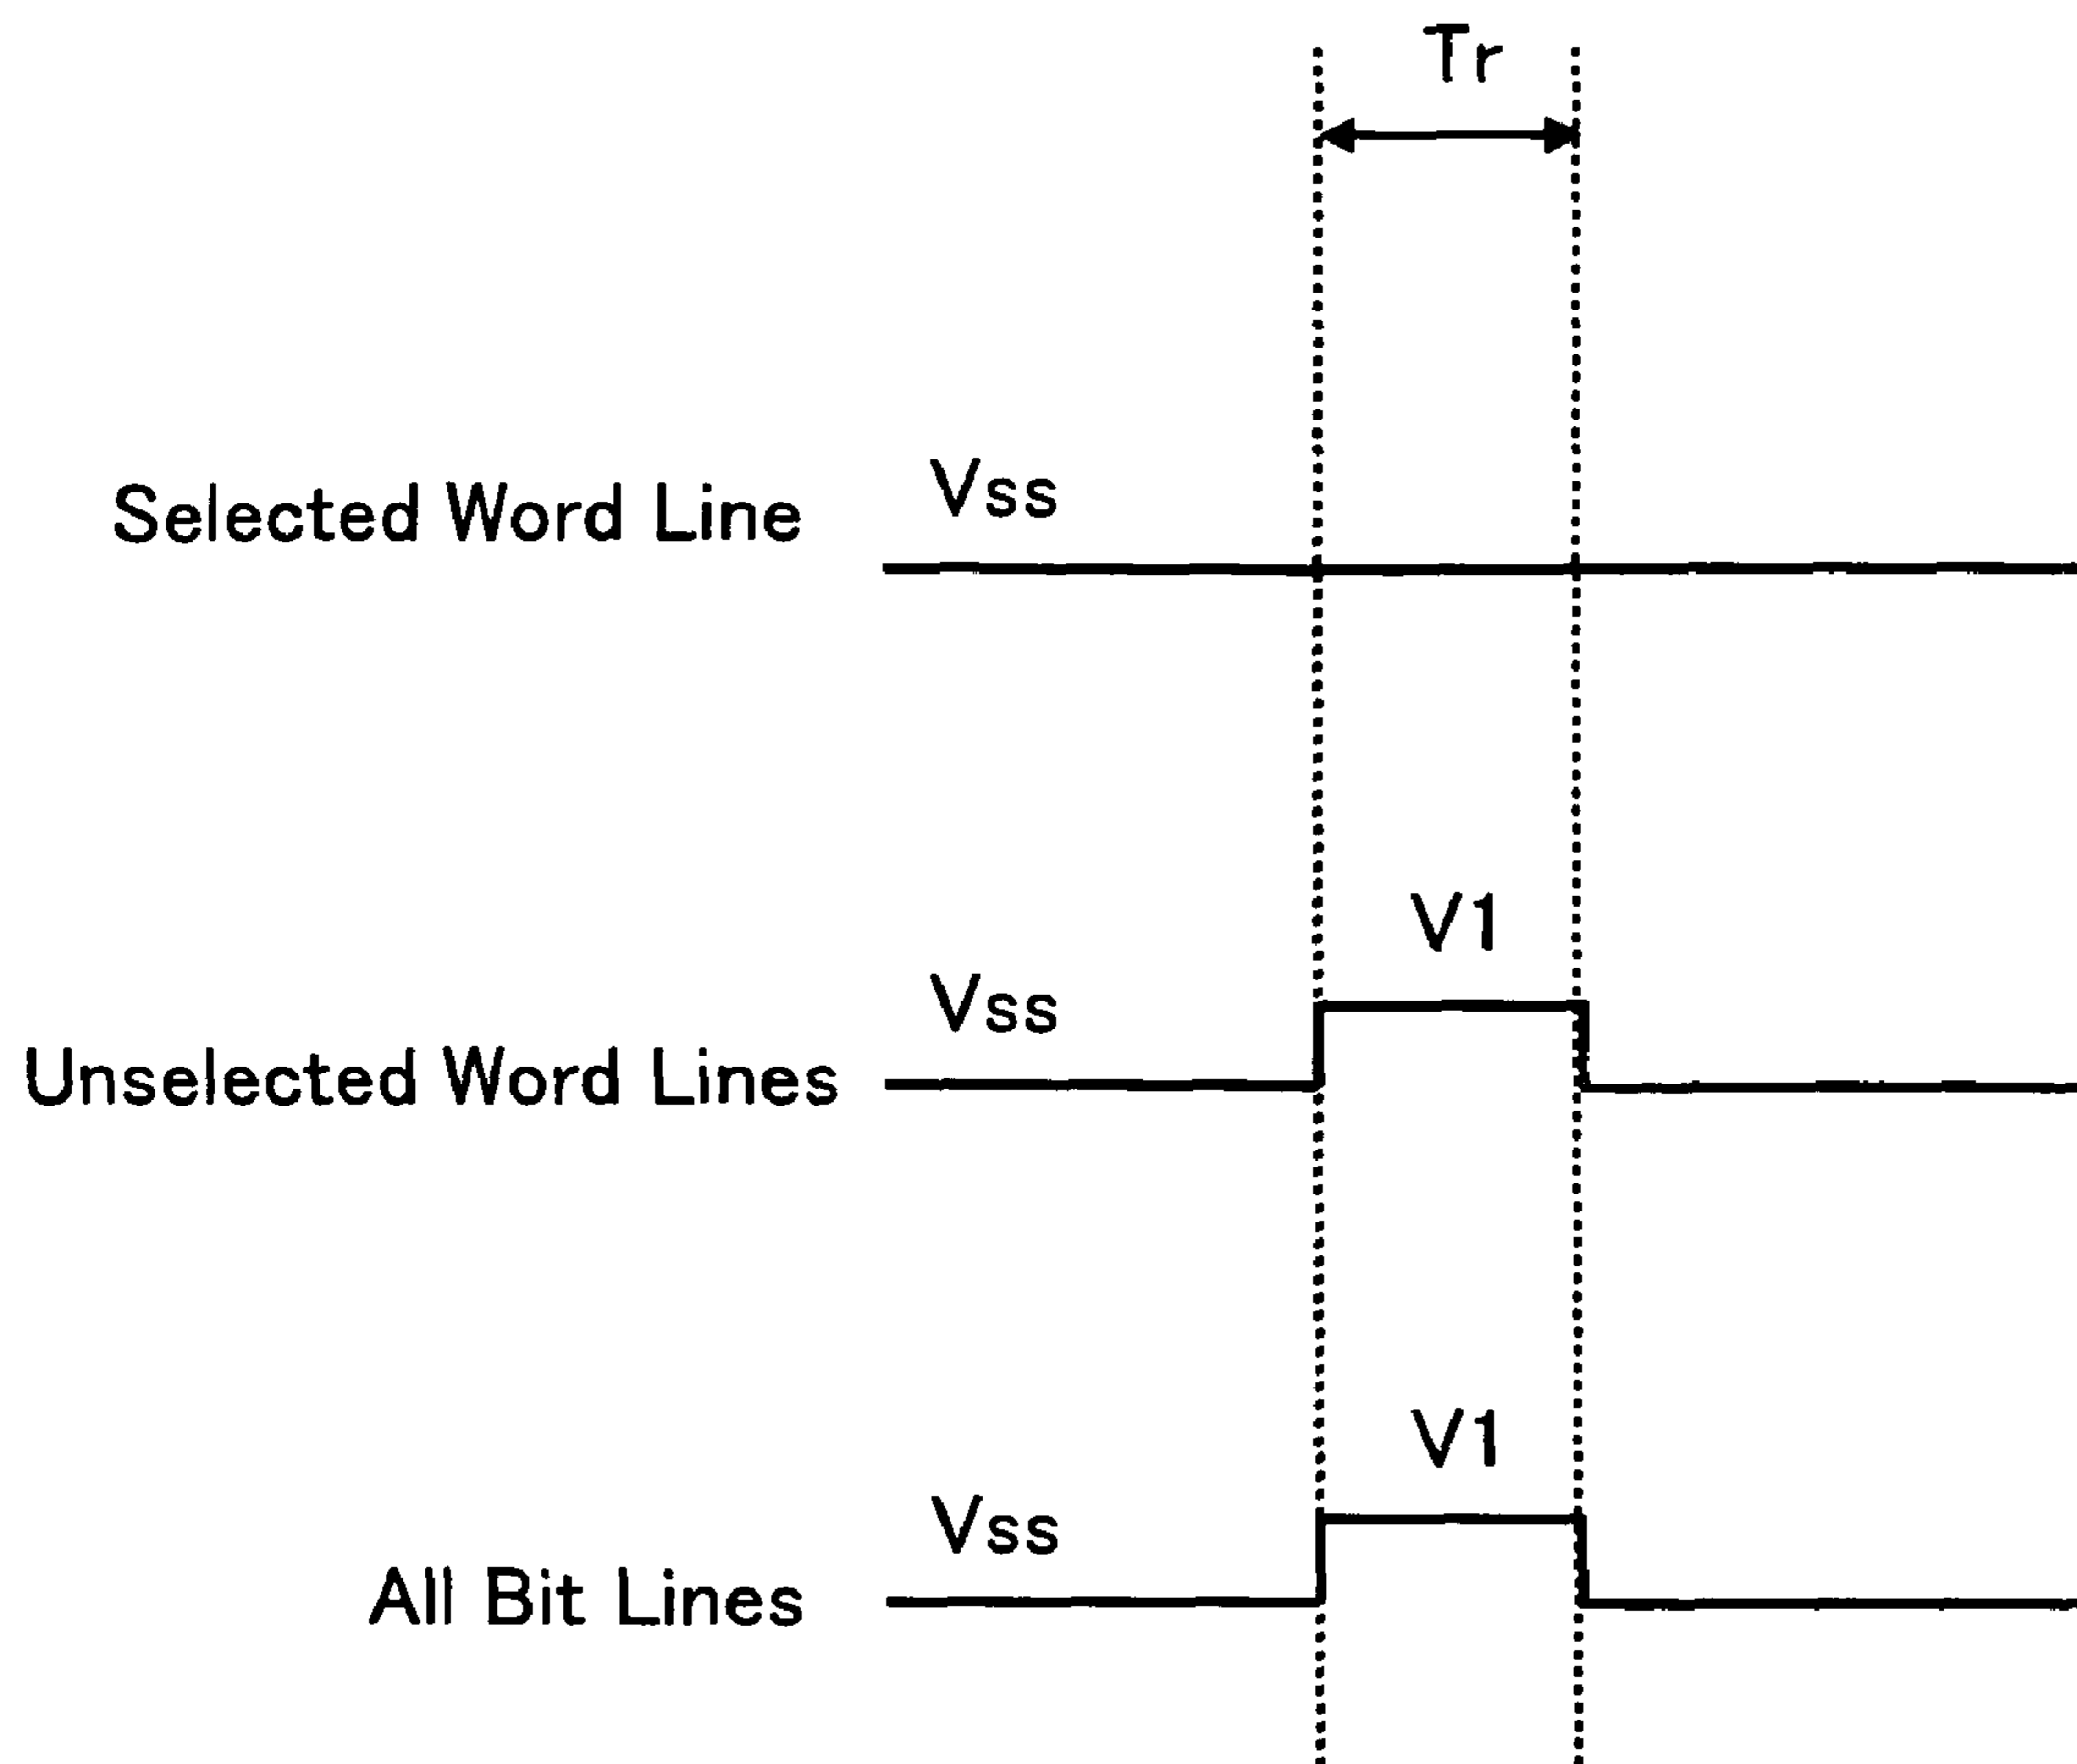 Tr
Vss
Selected Word Line
V1
Vss
Unselected Word Lines
V1
Vss
All Bit Lines